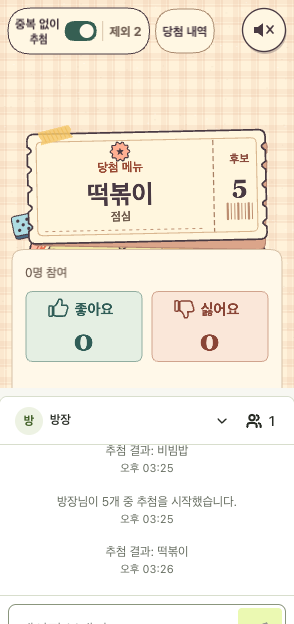 중복 없이
추첨
제외 2
당첨 내역
당첨 메뉴
떡볶이
점심
후보
5
0명 참여
좋아요
0
싫어요
0
방
방장
1
추첨 결과: 비빔밥
오후 03:25
방장님이 5개 중 추첨을 시작했습니다.
오후 03:25
추첨 결과: 떡볶이
오후 03:26